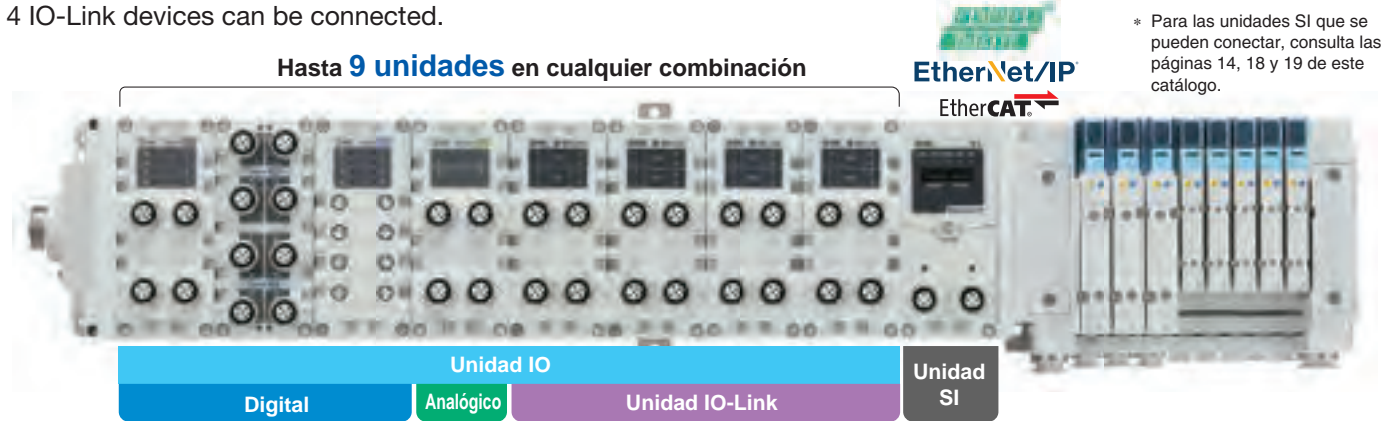 4 IO-Link devices can be connected.
Hasta 9 unidades en cualquier combinación
EtherNet/IP
EtherCAT.
* Para las unidades SI que se
pueden conectar, consulta las
páginas 14, 18 y 19 de este
catálogo.
Unidad IO
Digital
Analógico
Unidad IO-Link
Unidad
SI